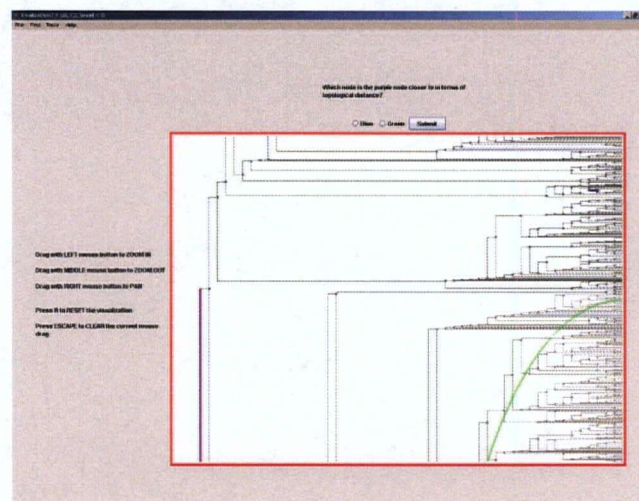 File Help
Which node is the purple node closer to in terms of
topological distance?
Blue Green Submit
Drag with LEFT mouse button to ZOOM IN
Drag with MIDDLE mouse button to ZOOM OUT
Drag with RIGHT mouse button to PAN
Press R to RESET the visualization
Press ESCAPE to CLEAR the current mouse
drag.